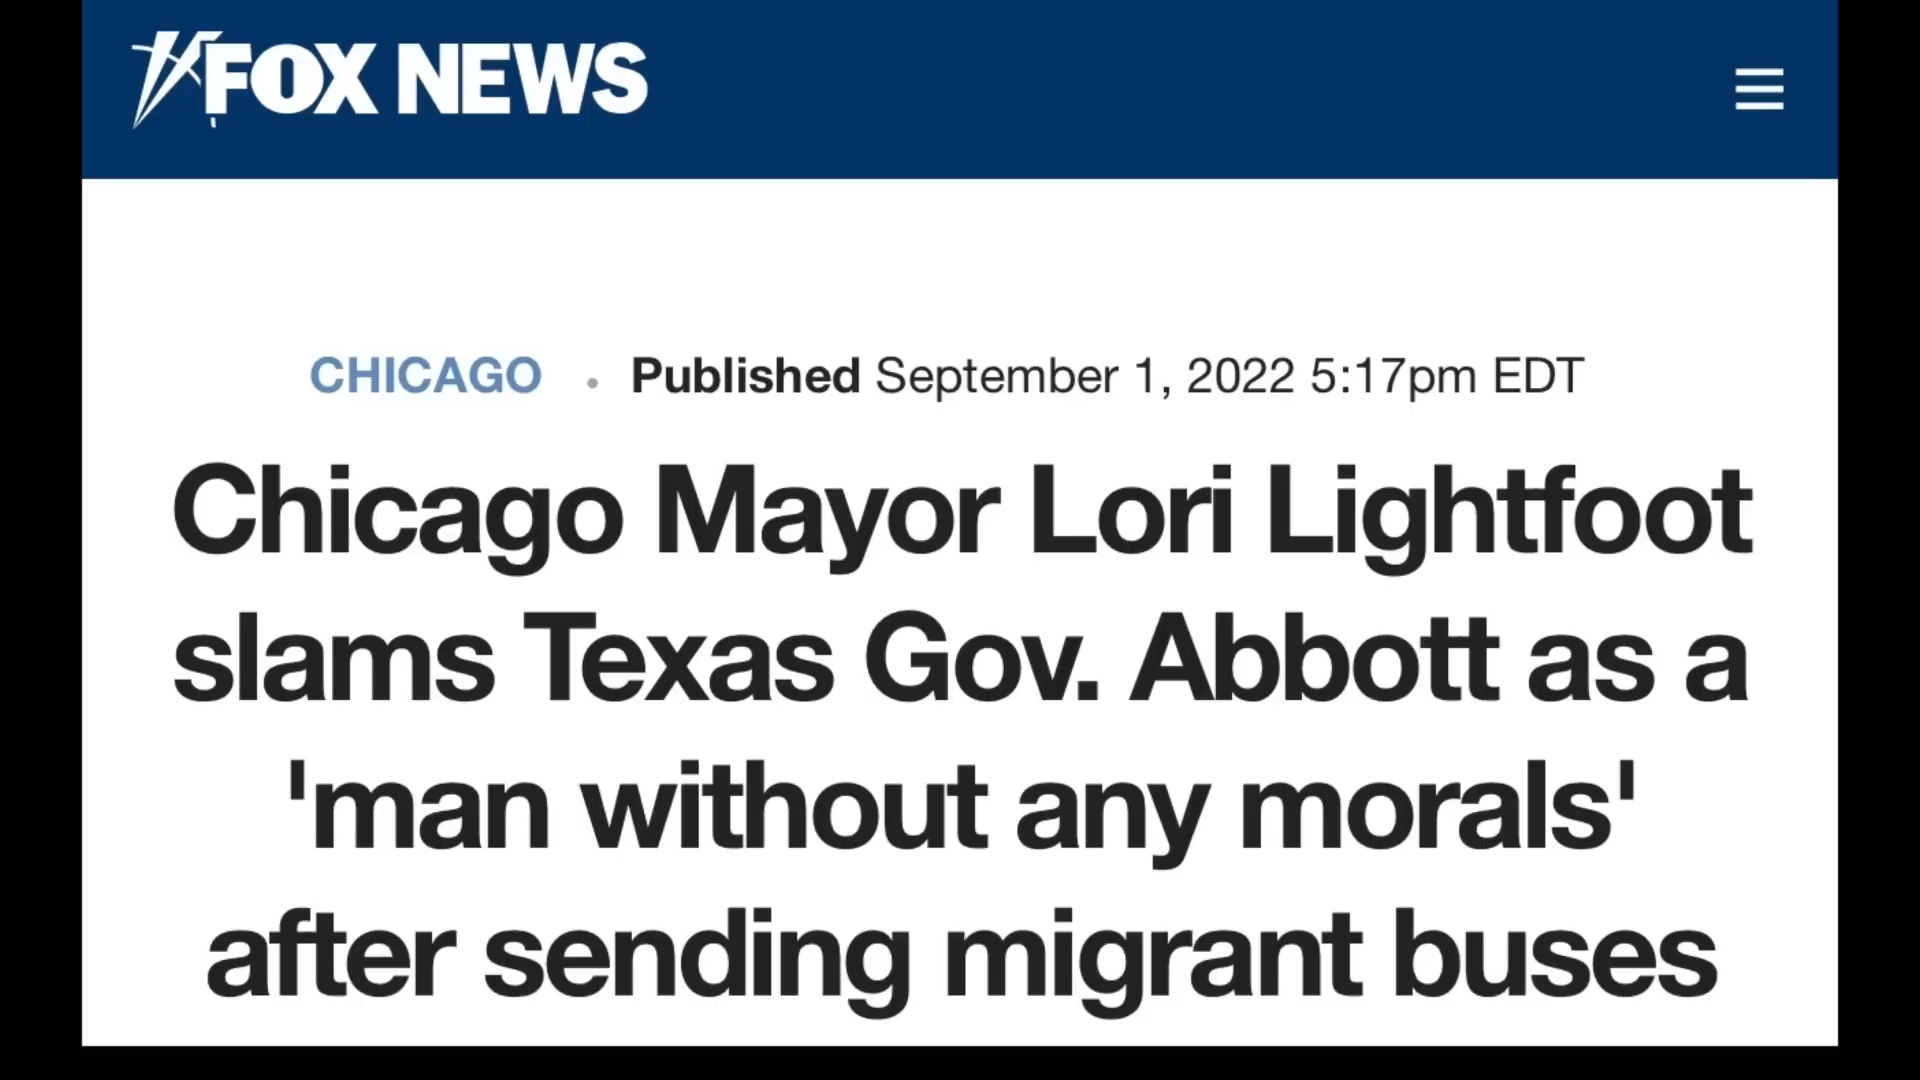 FOX NEWS
CHICAGO . Published September 1, 2022 5:17pm EDT
Chicago Mayor Lori Lightfoot
slams Texas Gov. Abbott as a
'man without any morals'
after sending migrant buses